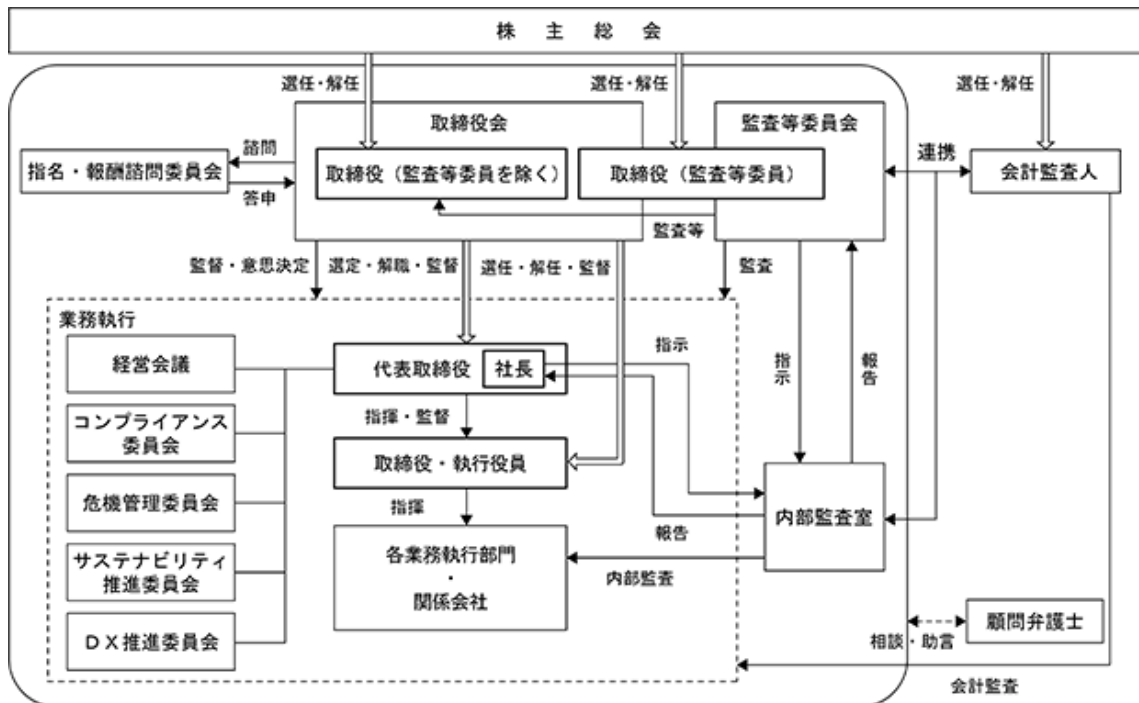 株主総会
選任・解任
選任・解任
選任・解任
取締役会
監査等委員会
諮問
指名・報酬諮問委員会
答申
取締役（監査等委員を除く）
取締役（監査等委員）
連携
会計監査人
監査等
監督・意思決定
選定・解職・監督
選任・解任・監督
監査
業務執行
経営会議
代表取締役
社長
指示
指示
報告
コンプライアンス
委員会
指揮・監督
取締役・執行役員
危機管理委員会
指揮
内部監査室
報告
サステナビリティ
推進委員会
各業務執行部門
・
関係会社
内部監査
ＤＸ推進委員会
顧問弁護士
相談・助言
会計監査